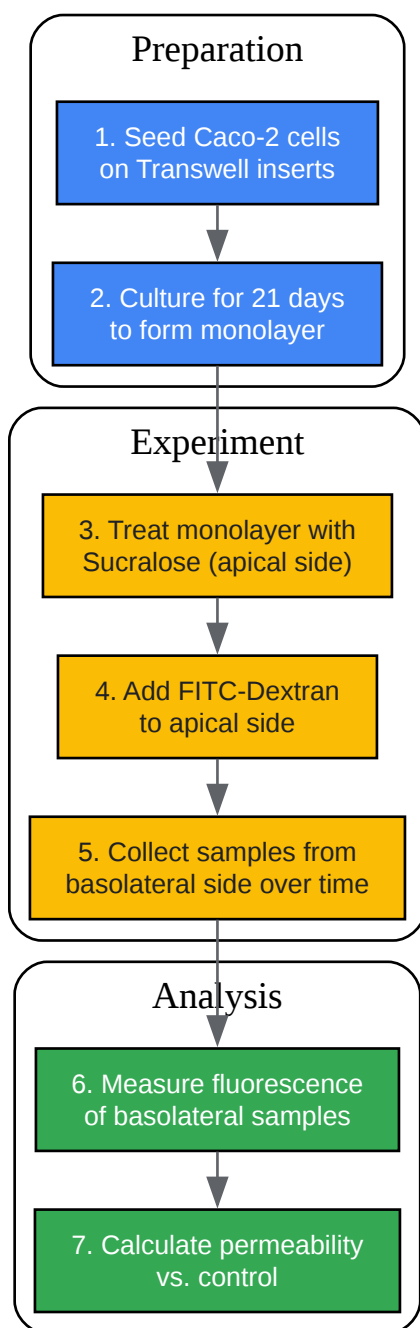 Preparation
1. Seed Caco-2 cells
on Transwell inserts
2. Culture for 21 days
to form monolayer
Experiment
3. Treat monolayer with
Sucralose (apical side)
4. Add FITC-Dextran
to apical side
5. Collect samples from
basolateral side over time
Analysis
6. Measure fluorescence
of basolateral samples
7. Calculate permeability
vs. control